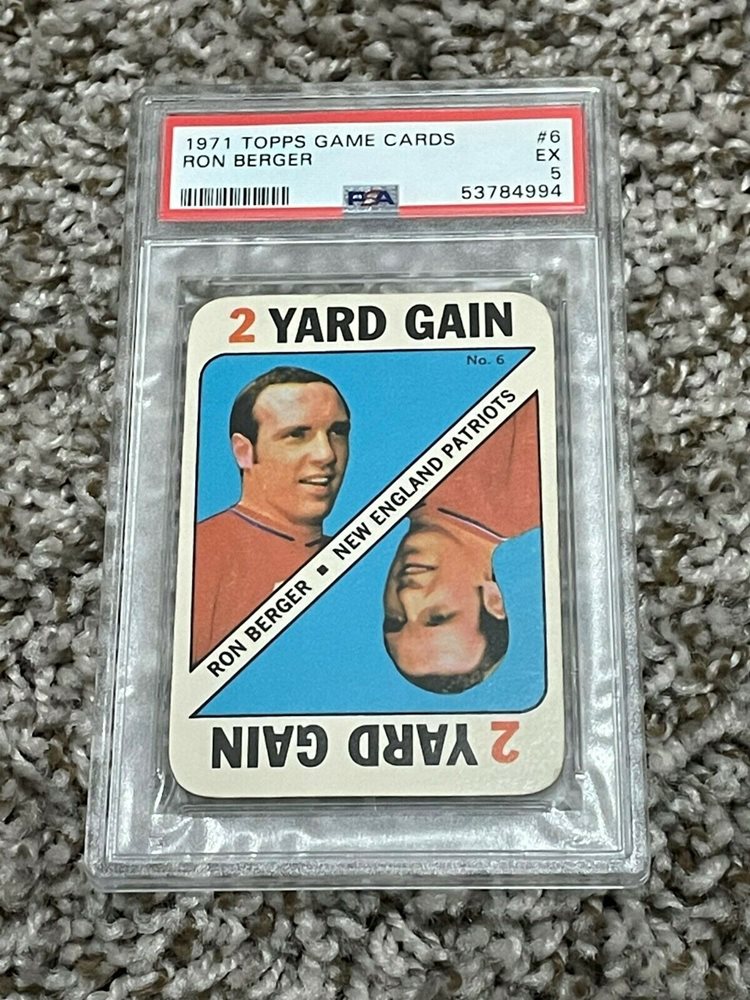 1971 TOPPS GAME CARDS #6
RON BERGER EX
5
PSA 53784994
2 YARD GAIN
No. 6
RON BERGER ■ NEW ENGLAND PATRIOTS
2 YARD GAIN